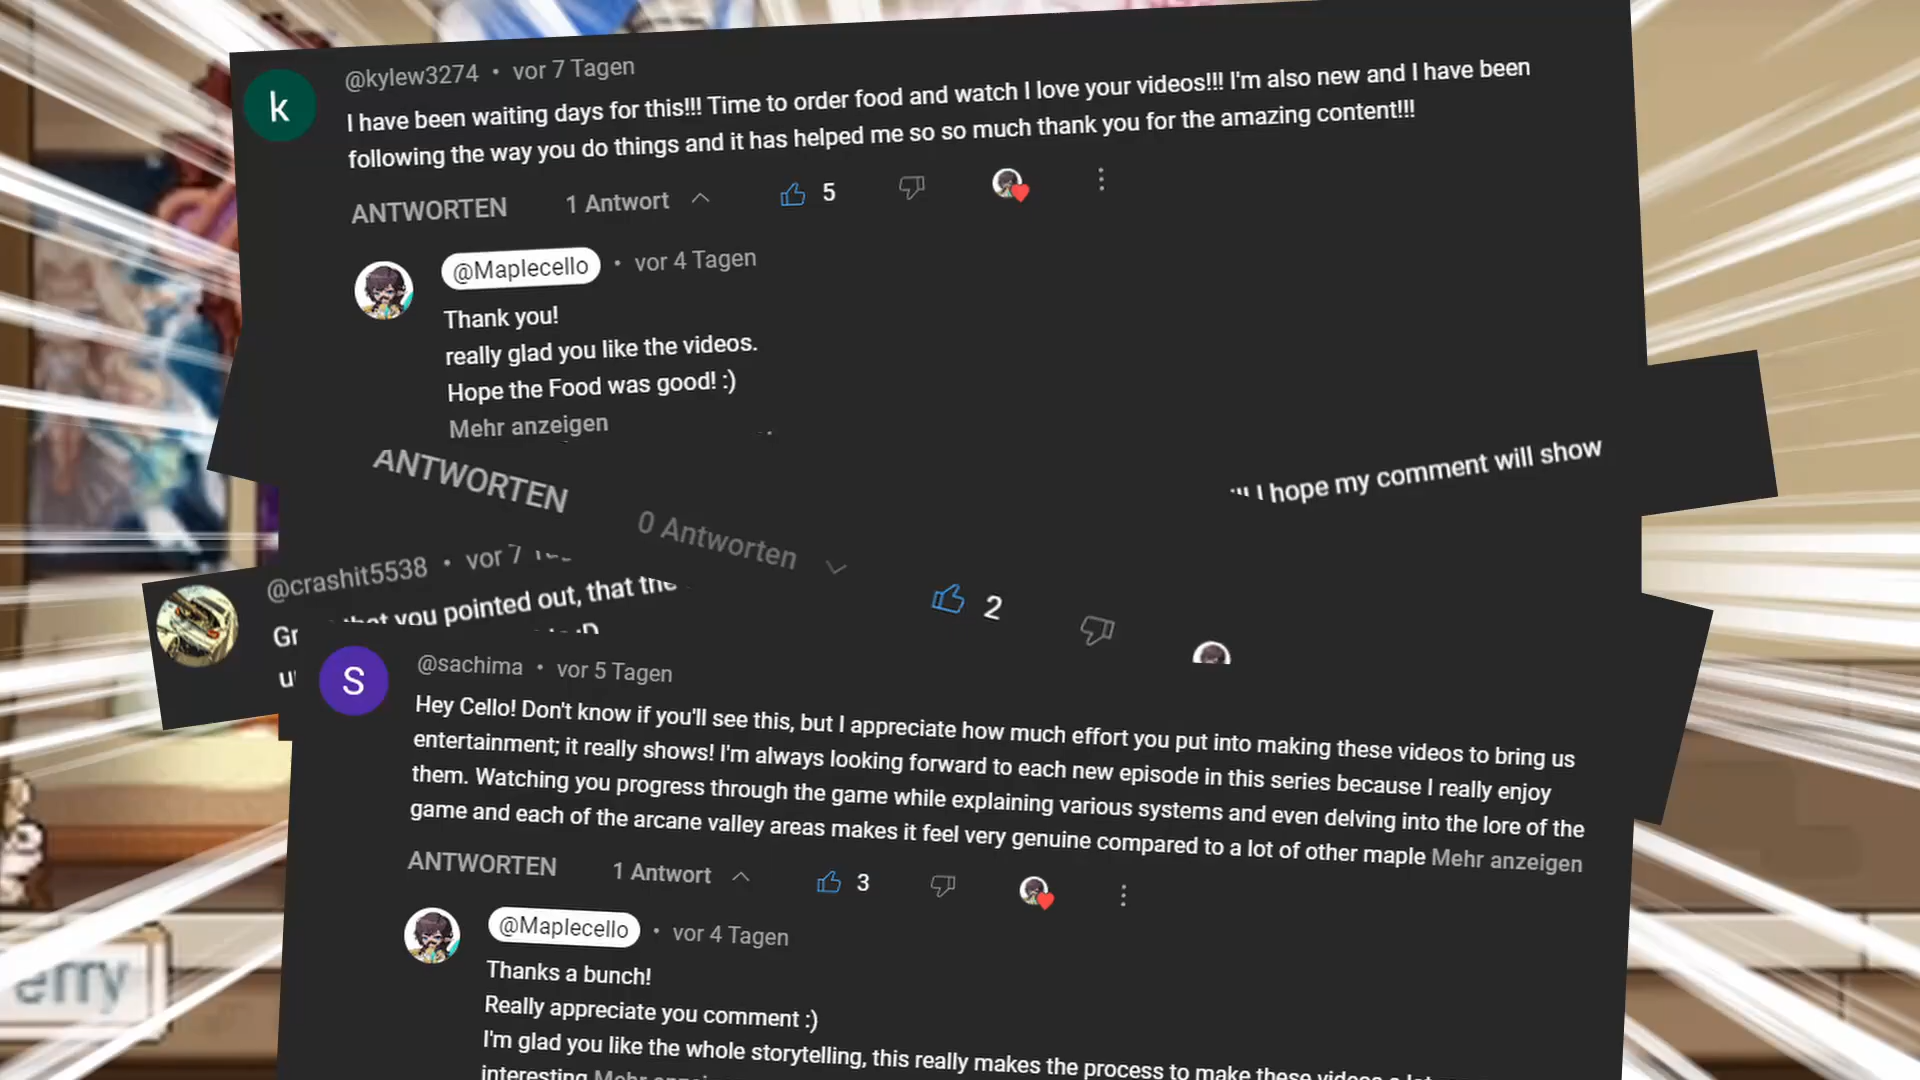 @kylew3274 • vor 7 Tagen
I have been waiting days for this!!! Time to order food and watch I love your videos!!! I'm also new and I have been
following the way you do things and it has helped me so so much thank you for the amazing content!!!
ANTWORTEN 1 Antwort 5
@Maplecello • vor 4 Tagen
Thank you!
really glad you like the videos.
Hope the Food was good! :)
Mehr anzeigen
I hope my comment will show
ANTWORTEN 0 Antworten 2
@crashit5538 • vor 7
you pointed out, that the
k
S
@sachima • vor 5 Tagen
Hey Cello! Don't know if you'll see this, but I appreciate how much effort you put into making these videos to bring us
entertainment; it really shows! I'm always looking forward to each new episode in this series because I really enjoy
them. Watching you progress through the game while explaining various systems and even delving into the lore of the
game and each of the arcane valley areas makes it feel very genuine compared to a lot of other maple Mehr anzeigen
ANTWORTEN 1 Antwort 3
@Maplecello • vor 4 Tagen
Thanks a bunch!
Really appreciate you comment :)
I'm glad you like the whole storytelling, this really makes the process to make these videos a
interesting Mehr
erry